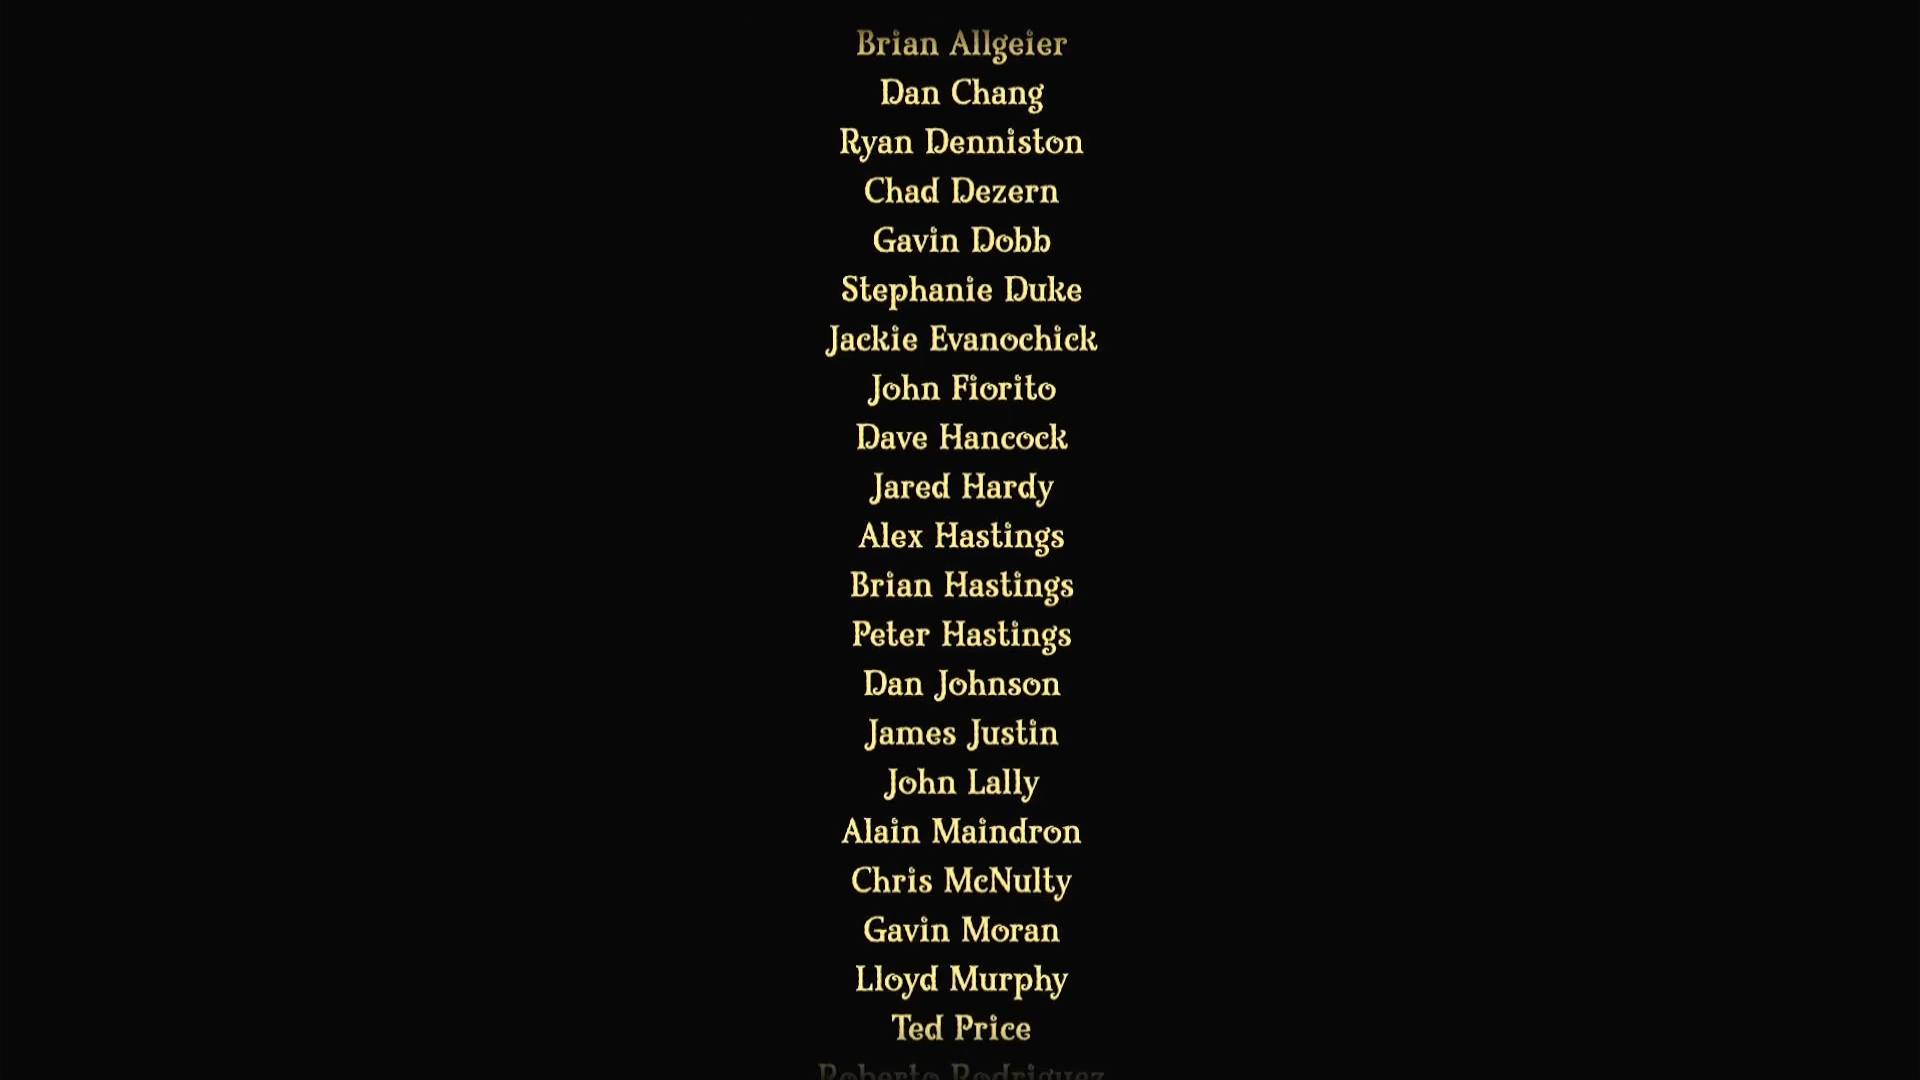 Brian Allgeier
Dan Chang
Ryan Denniston
Chad Dezern
Gavin Dobb
Stephanie Duke
Jackie Evanochick
John Fiorito
Dave Hancock
Jared Hardy
Alex Hastings
Brian Hastings
Peter Hastings
Dan Johnson
James Justin
John Lally
Alain Maindron
Chris McNulty
Gavin Moran
Lloyd Murphy
Ted Price
Roberto Rodriguez